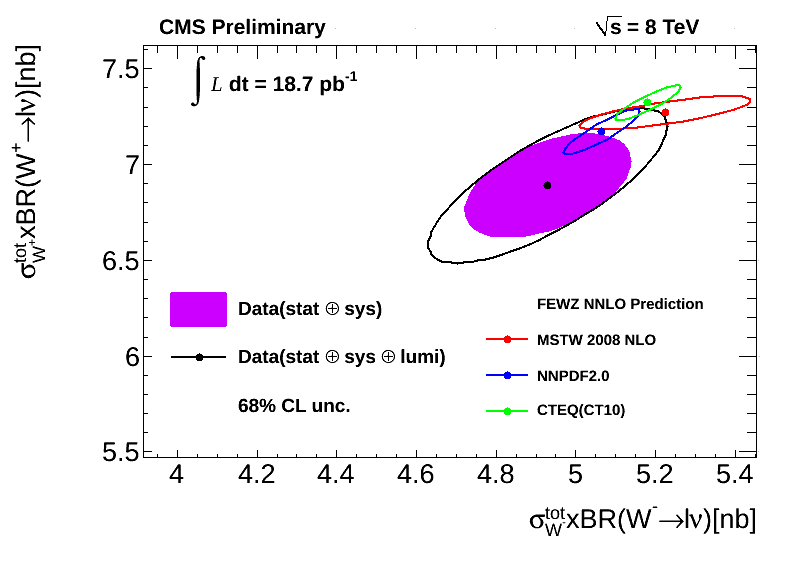 CMS Preliminary
√s = 8 TeV
∫ L dt = 18.7 pb⁻¹
σ^tot_W⁺ xBR(W⁺→lν)[nb]
7.5
7
6.5
6
5.5
Data(stat ⊕ sys)
Data(stat ⊕ sys ⊕ lumi)
68% CL unc.
FEWZ NNLO Prediction
MSTW 2008 NLO
NNPDF2.0
CTEQ(CT10)
4 4.2 4.4 4.6 4.8 5 5.2 5.4
σ^tot_W⁻ xBR(W⁻→lν)[nb]